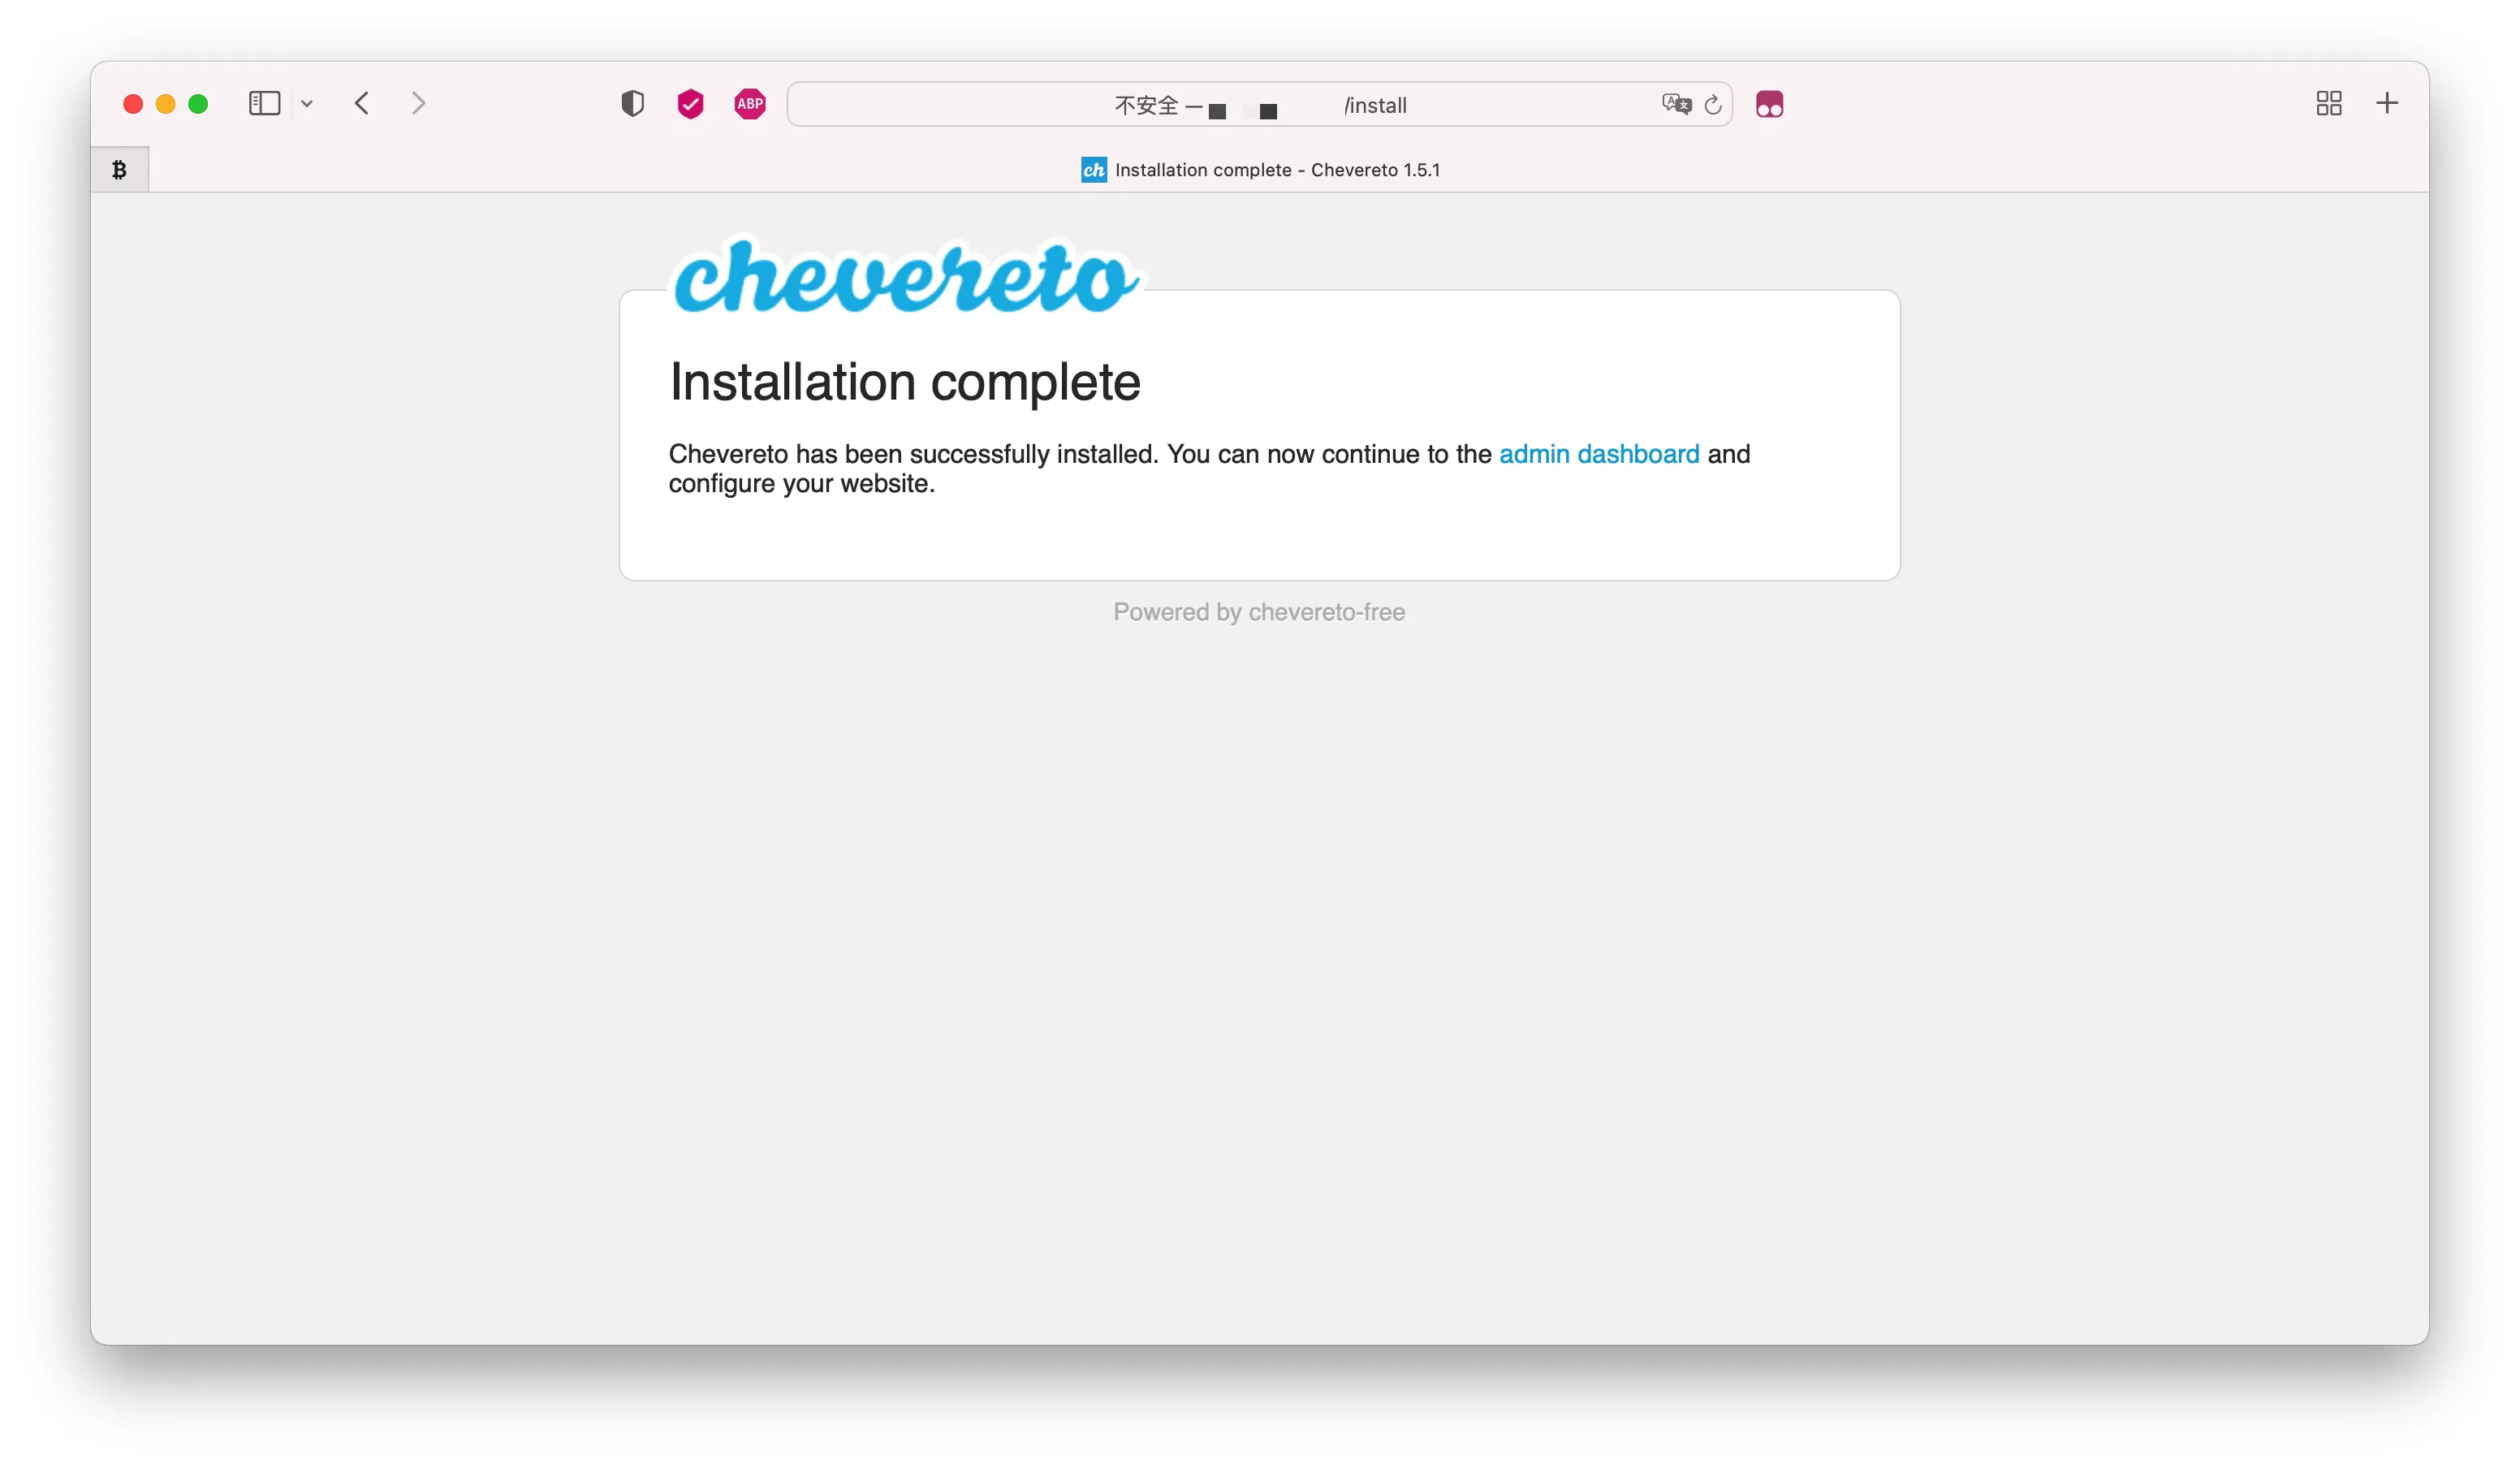 ABP
不安全 — /install
ch Installation complete - Chevereto 1.5.1
chevereto
Installation complete
Chevereto has been successfully installed. You can now continue to the admin dashboard and
configure your website.
Powered by chevereto-free